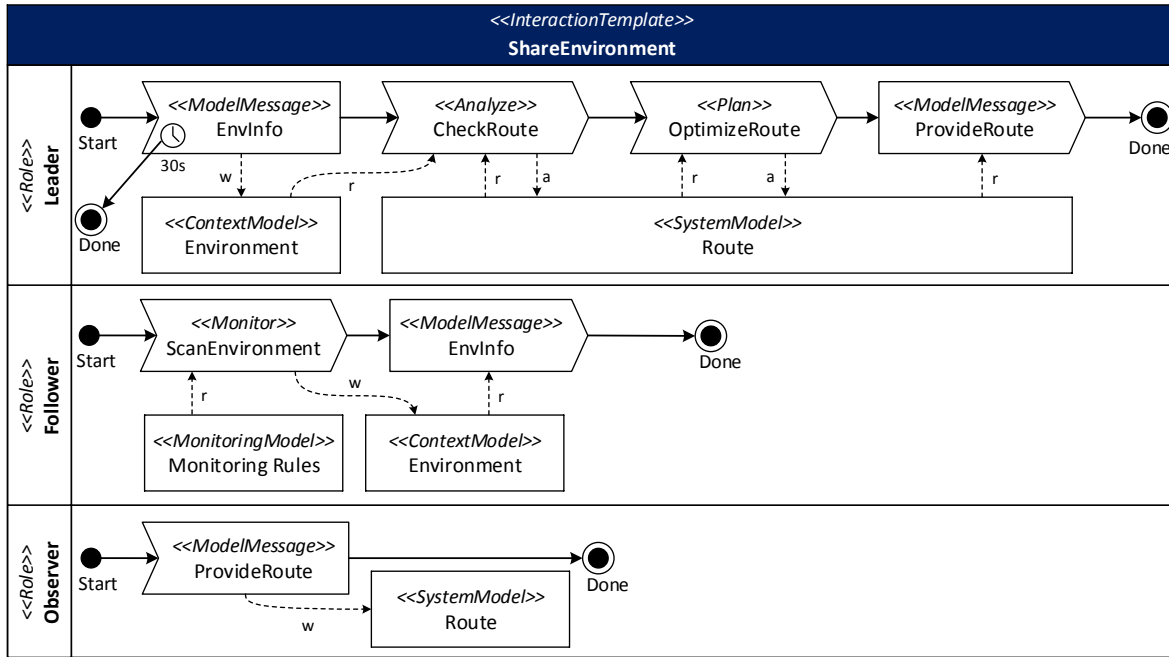 <<InteractionTemplate>>
ShareEnvironment
<<Role>>
Leader
Start
<<ModelMessage>>
EnvInfo
30s
Done
w
r
<<ContextModel>>
Environment
<<Analyze>>
CheckRoute
r
a
<<Plan>>
OptimizeRoute
r
a
<<ModelMessage>>
ProvideRoute
r
Done
<<SystemModel>>
Route
<<Role>>
Follower
Start
<<Monitor>>
ScanEnvironment
r
w
<<MonitoringModel>>
Monitoring Rules
<<ModelMessage>>
EnvInfo
r
<<ContextModel>>
Environment
Done
<<Role>>
Observer
Start
<<ModelMessage>>
ProvideRoute
w
<<SystemModel>>
Route
Done